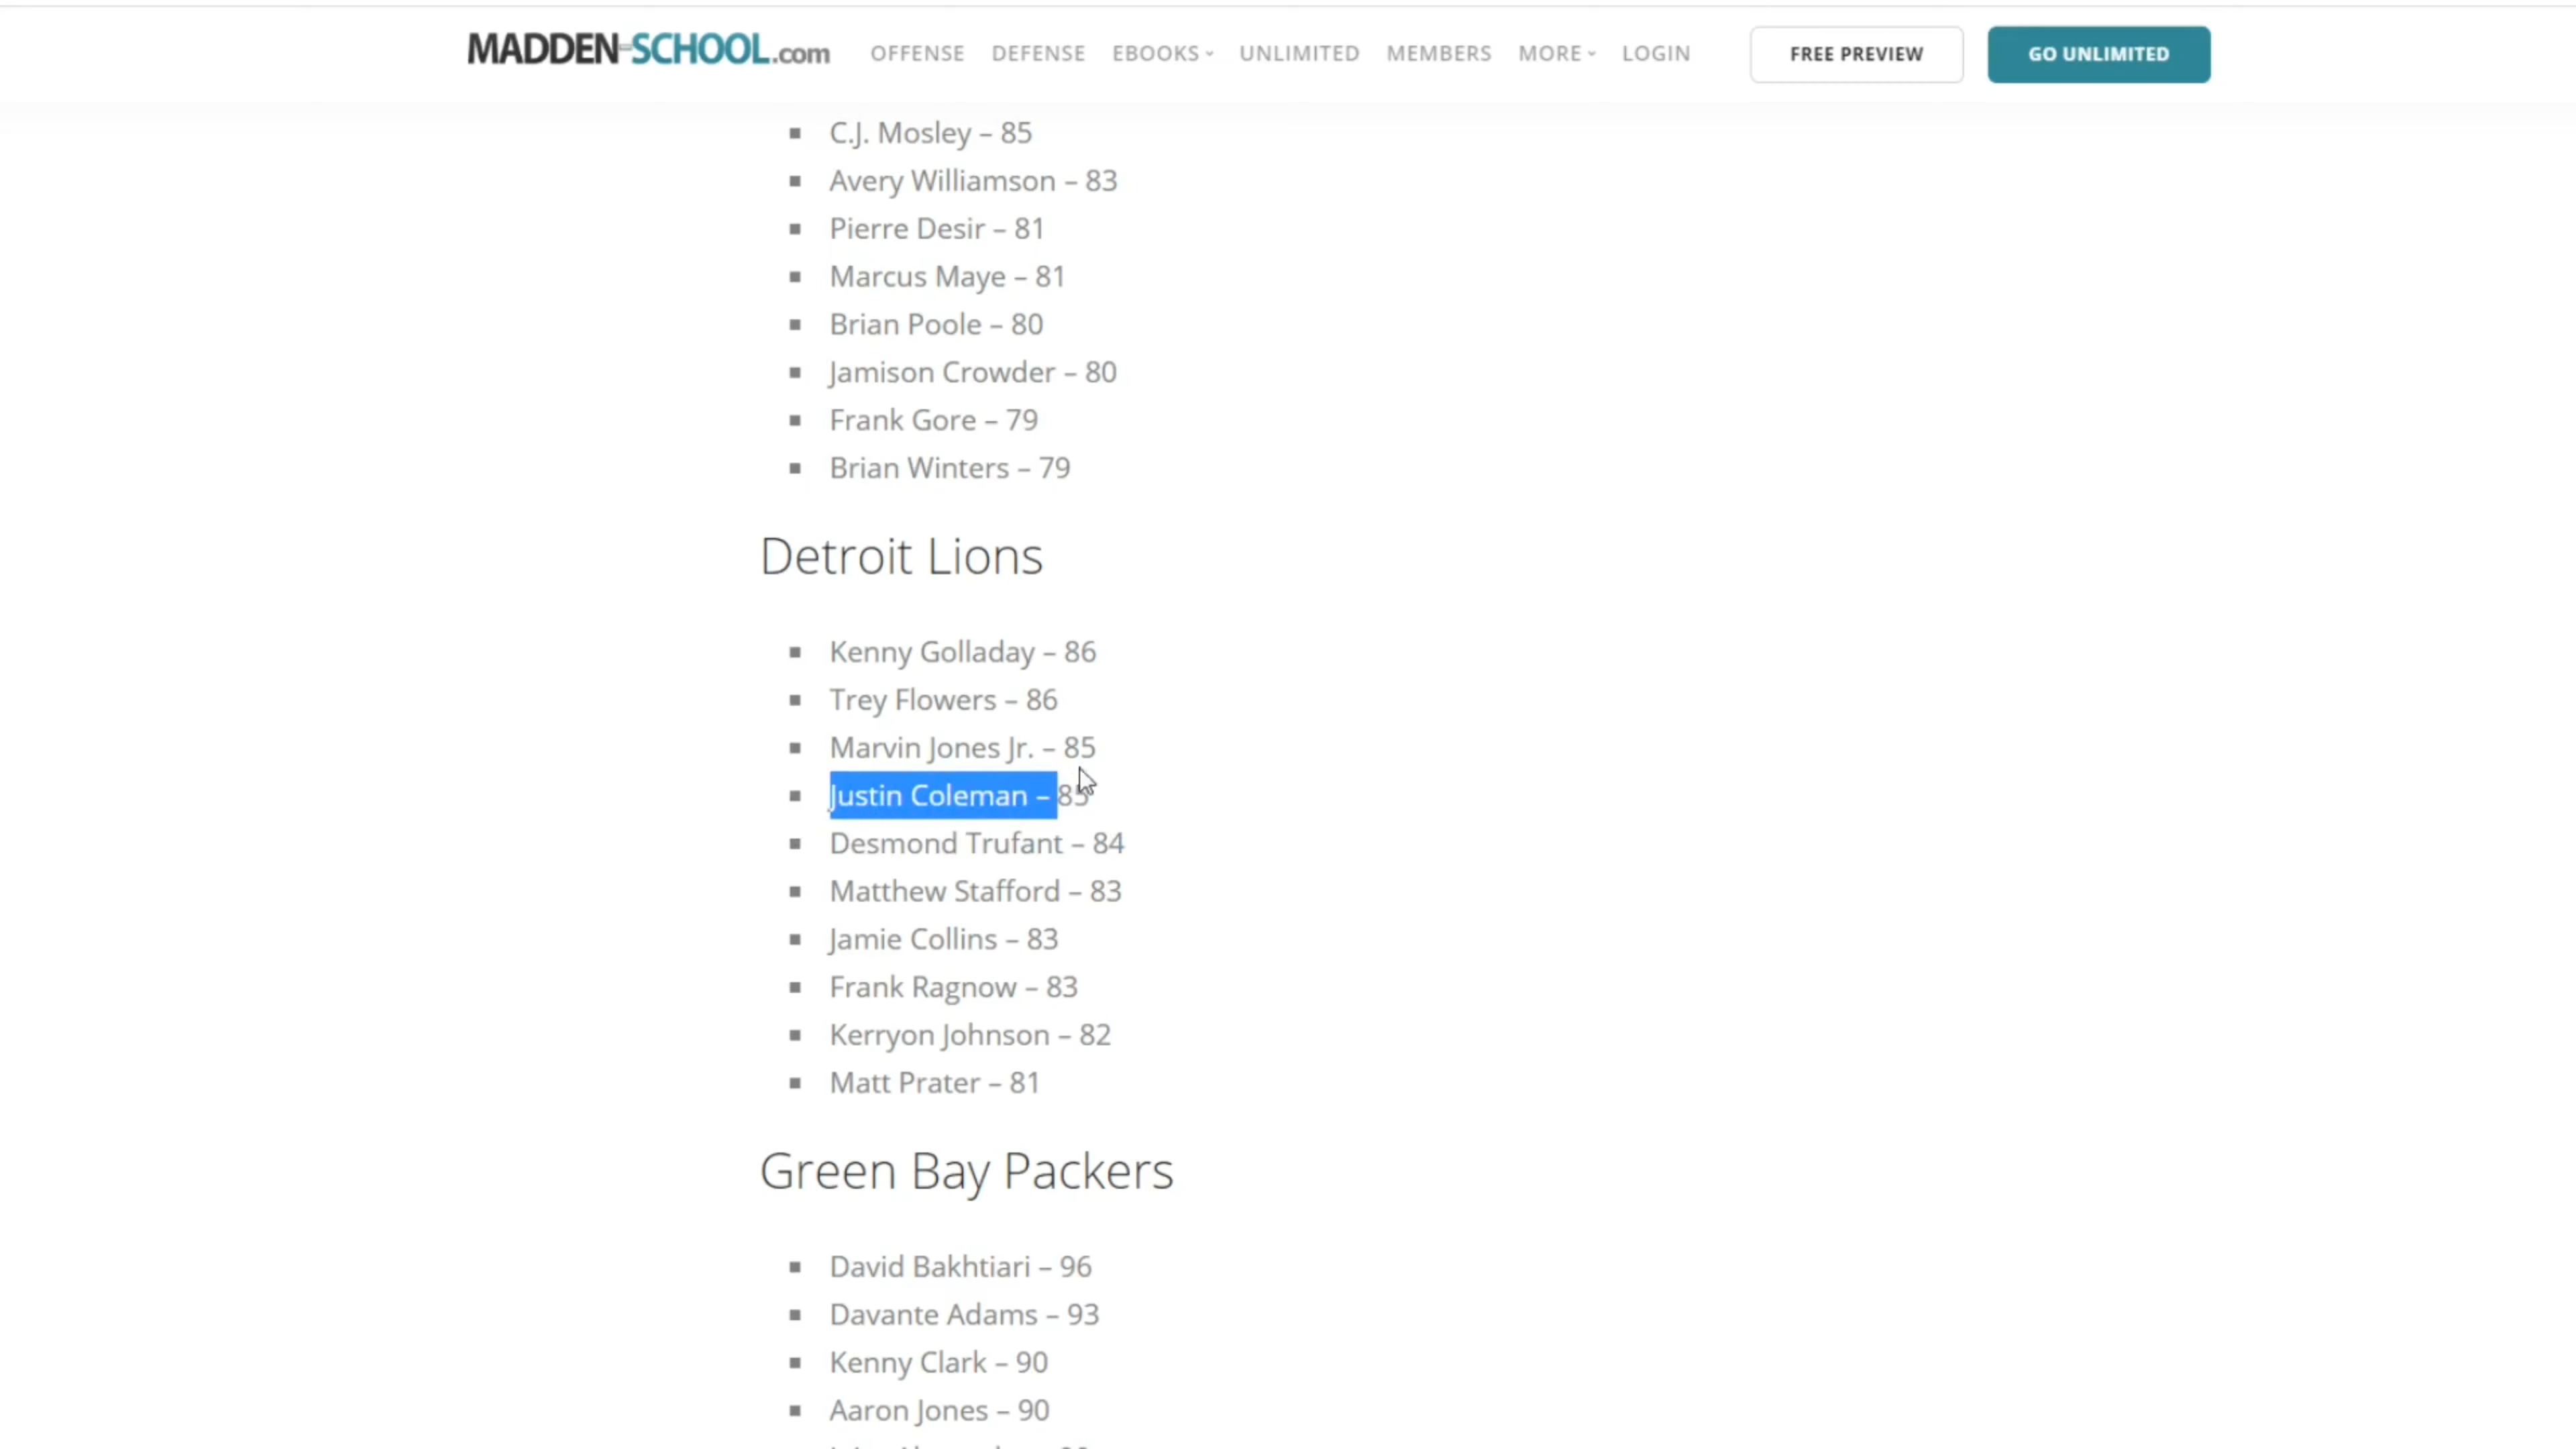 MADDEN-SCHOOL.com OFFENSE DEFENSE EBOOKS UNLIMITED MEMBERS MORE LOGIN FREE PREVIEW GO UNLIMITED
C.J. Mosley – 85
Avery Williamson – 83
Pierre Desir – 81
Marcus Maye – 81
Brian Poole – 80
Jamison Crowder – 80
Frank Gore – 79
Brian Winters – 79
Detroit Lions
Kenny Golladay – 86
Trey Flowers – 86
Marvin Jones Jr. – 85
Justin Coleman – 85
Desmond Trufant – 84
Matthew Stafford – 83
Jamie Collins – 83
Frank Ragnow – 83
Kerryon Johnson – 82
Matt Prater – 81
Green Bay Packers
David Bakhtiari – 96
Davante Adams – 93
Kenny Clark – 90
Aaron Jones – 90